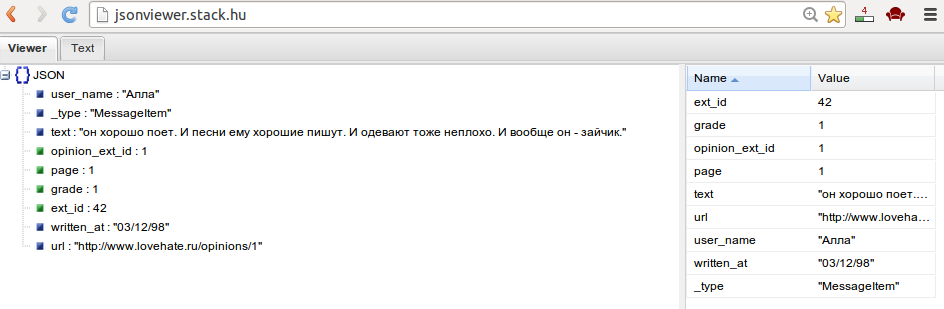 jsonviewer.stack.hu
4
Viewer Text
JSON
user_name : "Алла"
_type : "MessageItem"
text : "он хорошо поет. И песни ему хорошие пишут. И одевают тоже неплохо. И вообще он - зайчик."
opinion_ext_id : 1
page : 1
grade : 1
ext_id : 42
written_at : "03/12/98"
url : "http://www.lovehate.ru/opinions/1"
Name Value
ext_id 42
grade 1
opinion_ext_id 1
page 1
text "он хорошо поет....
url "http://www.loveha...
user_name "Алла"
written_at "03/12/98"
_type "MessageItem"